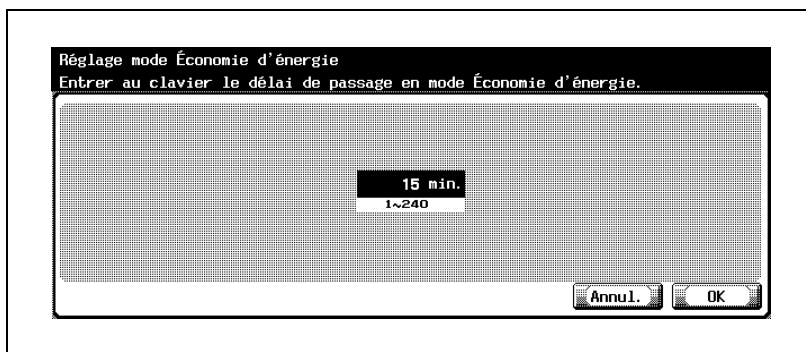 Réglage mode Économie d'énergie
Entrer au clavier le délai de passage en mode Économie d'énergie.
15 min.
1~240
Annul. OK